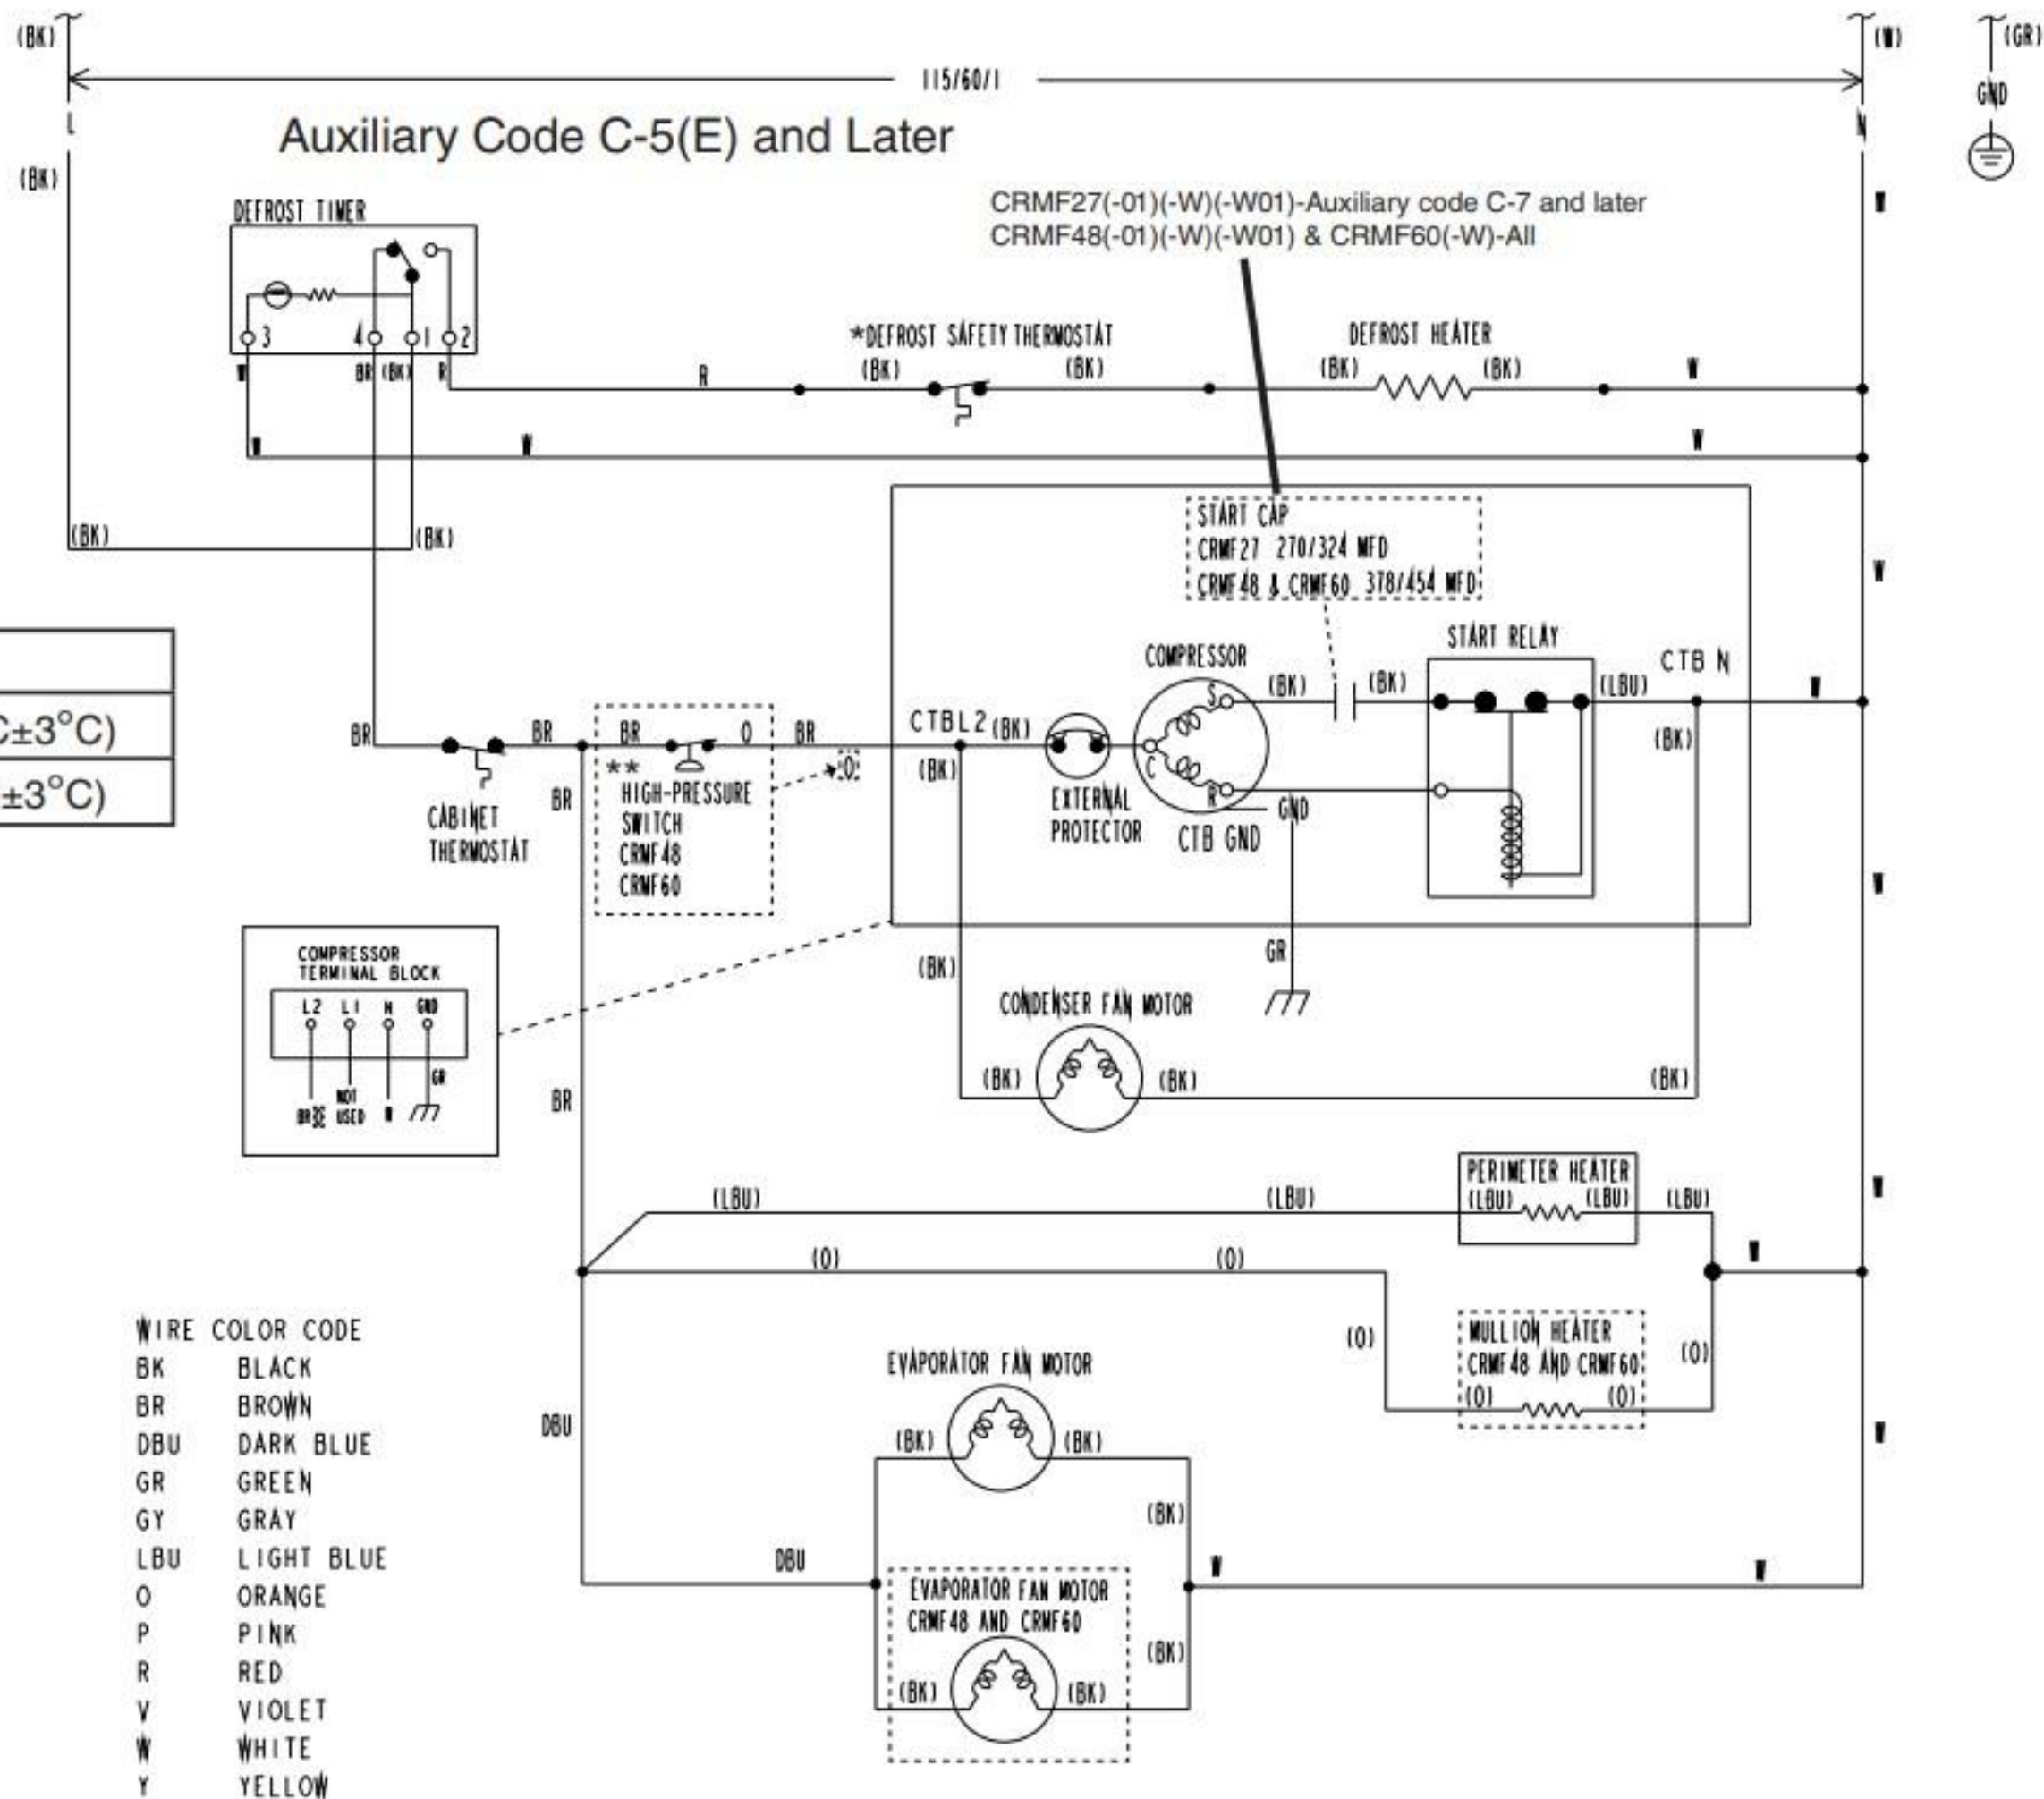 (BK)
115/60/1
(W)
(GR)
GND
L
N
Auxiliary Code C-5(E) and Later
(BK)
W
CRMF27(-01)(-W)(-W01)-Auxiliary code C-7 and later
CRMF48(-01)(-W)(-W01) & CRMF60(-W)-All
DEFROST TIMER
3 4 1 2
W BR (BK) R
R
*DEFROST SAFETY THERMOSTAT
(BK) (BK)
DEFROST HEATER
(BK) (BK)
W
W W W
(BK) (BK)
START CAP
CRMF27 270/324 MFD
CRMF48 & CRMF60 378/454 MFD
W
C±3°C)
±3°C)
COMPRESSOR
S
C
R
(BK) (BK)
START RELAY
(LBU)
CTB N
W
(BK)
BR
BR
BR
O
BR
CTBL2 (BK)
(BK)
**
HIGH-PRESSURE
SWITCH
CRMF48
CRMF60
O
CABINET
THERMOSTAT
BR
EXTERNAL
PROTECTOR
GND
CTB GND
W
COMPRESSOR
TERMINAL BLOCK
L2 L1 N GND
GR
BR
NOT
USED
W
(BK)
GR
CONDENSER FAN MOTOR
(BK) (BK) (BK)
BR
PERIMETER HEATER
(LBU) (LBU) (LBU) (LBU) (LBU)
W
(O) (O)
W
MULLION HEATER
CRMF48 AND CRMF60
(O) (O)
(O) (O)
WIRE COLOR CODE
BK BLACK
BR BROWN
DBU DARK BLUE
GR GREEN
GY GRAY
LBU LIGHT BLUE
O ORANGE
P PINK
R RED
V VIOLET
W WHITE
Y YELLOW
EVAPORATOR FAN MOTOR
(BK) (BK)
DBU
W
(BK)
DBU
W W
EVAPORATOR FAN MOTOR
CRMF48 AND CRMF60
(BK)
(BK) (BK)